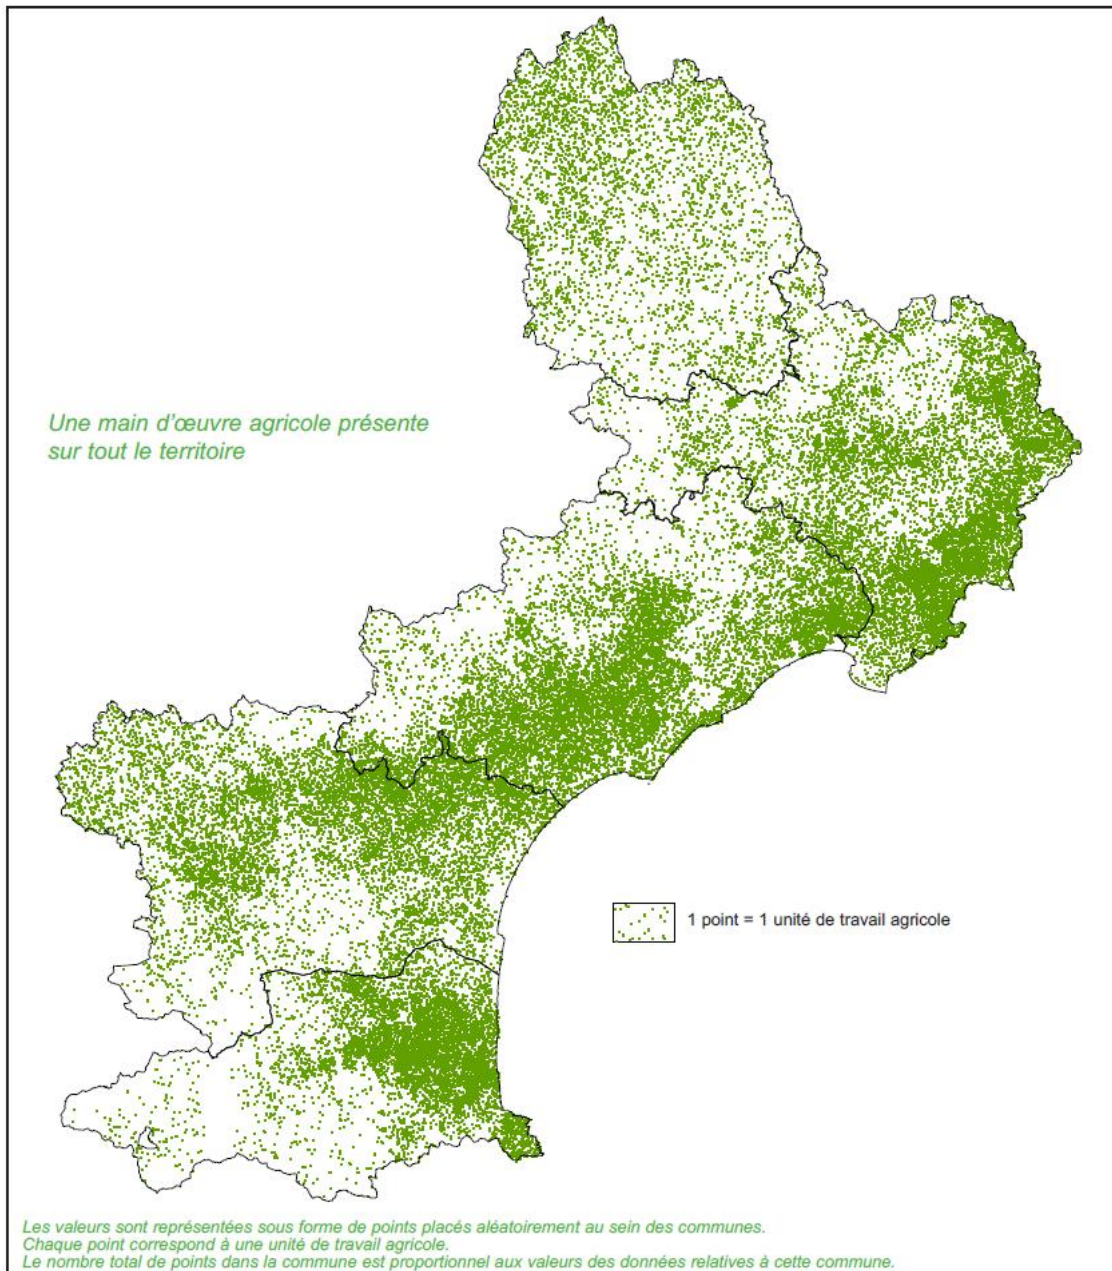 Une main d'œuvre agricole présente
sur tout le territoire
1 point = 1 unité de travail agricole
Les valeurs sont représentées sous forme de points placés aléatoirement au sein des communes.
Chaque point correspond à une unité de travail agricole.
Le nombre total de points dans la commune est proportionnel aux valeurs des données relatives à cette commune.